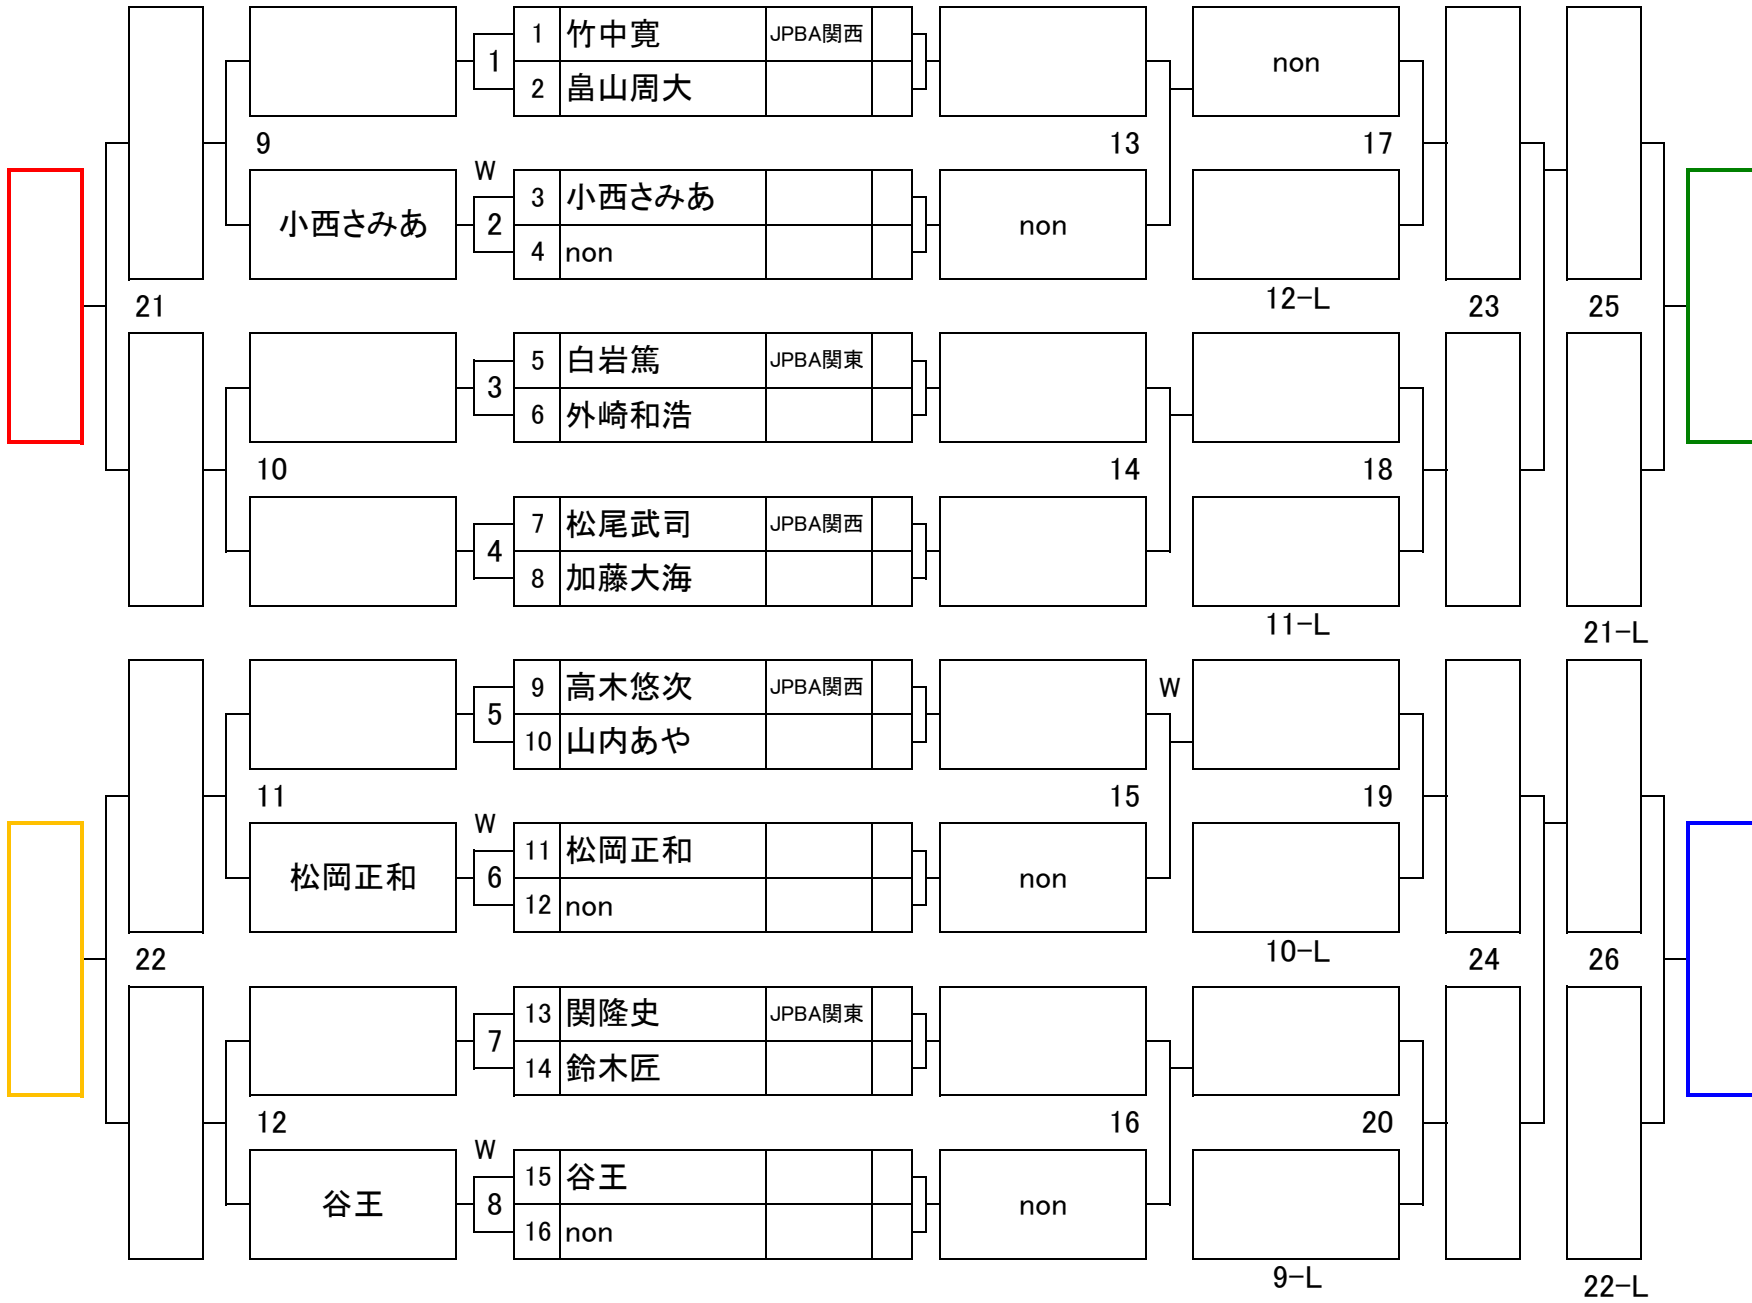 1 竹中寛 JPBA関西
non
1
2 畠山周大
9
13
17
W
3 小西さみあ
小西さみあ
2
non
4 non
21
12-L
23
25
5 白岩篤 JPBA関東
3
6 外崎和浩
10
14
18
7 松尾武司 JPBA関西
4
8 加藤大海
11-L
21-L
9 高木悠次 JPBA関西
W
5
10 山内あや
11
15
19
W
11 松岡正和
松岡正和
6
non
12 non
22
10-L
24
26
13 関隆史 JPBA関東
7
14 鈴木匠
12
16
20
W
15 谷王
谷王
8
non
16 non
9-L
22-L